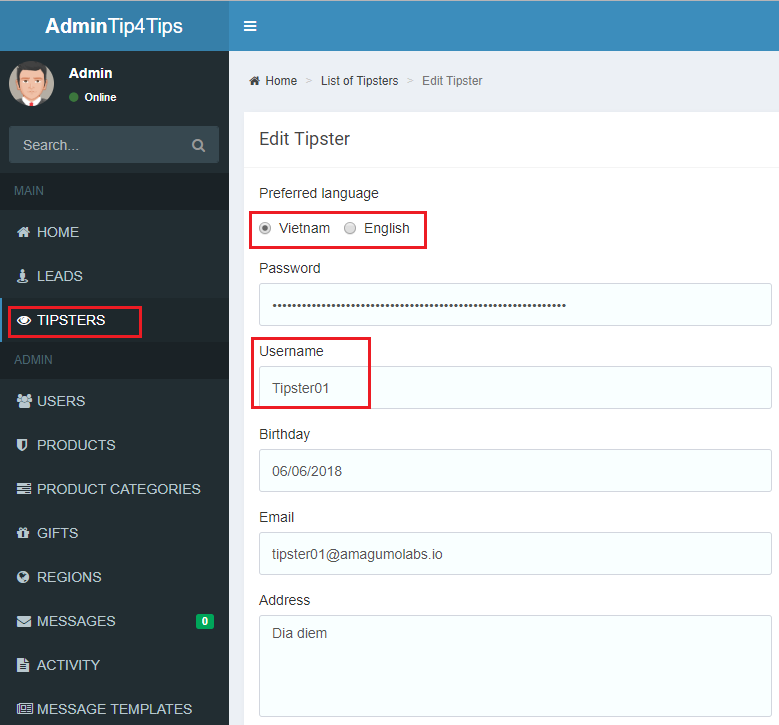 AdminTip4Tips
Admin
Online
Search...
MAIN
HOME
LEADS
TIPSTERS
ADMIN
USERS
PRODUCTS
PRODUCT CATEGORIES
GIFTS
REGIONS
MESSAGES 0
ACTIVITY
MESSAGE TEMPLATES
Home > List of Tipsters > Edit Tipster
Edit Tipster
Preferred language
Vietnam English
Password
Username
Tipster01
Birthday
06/06/2018
Email
tipster01@amagumolabs.io
Address
Dia diem